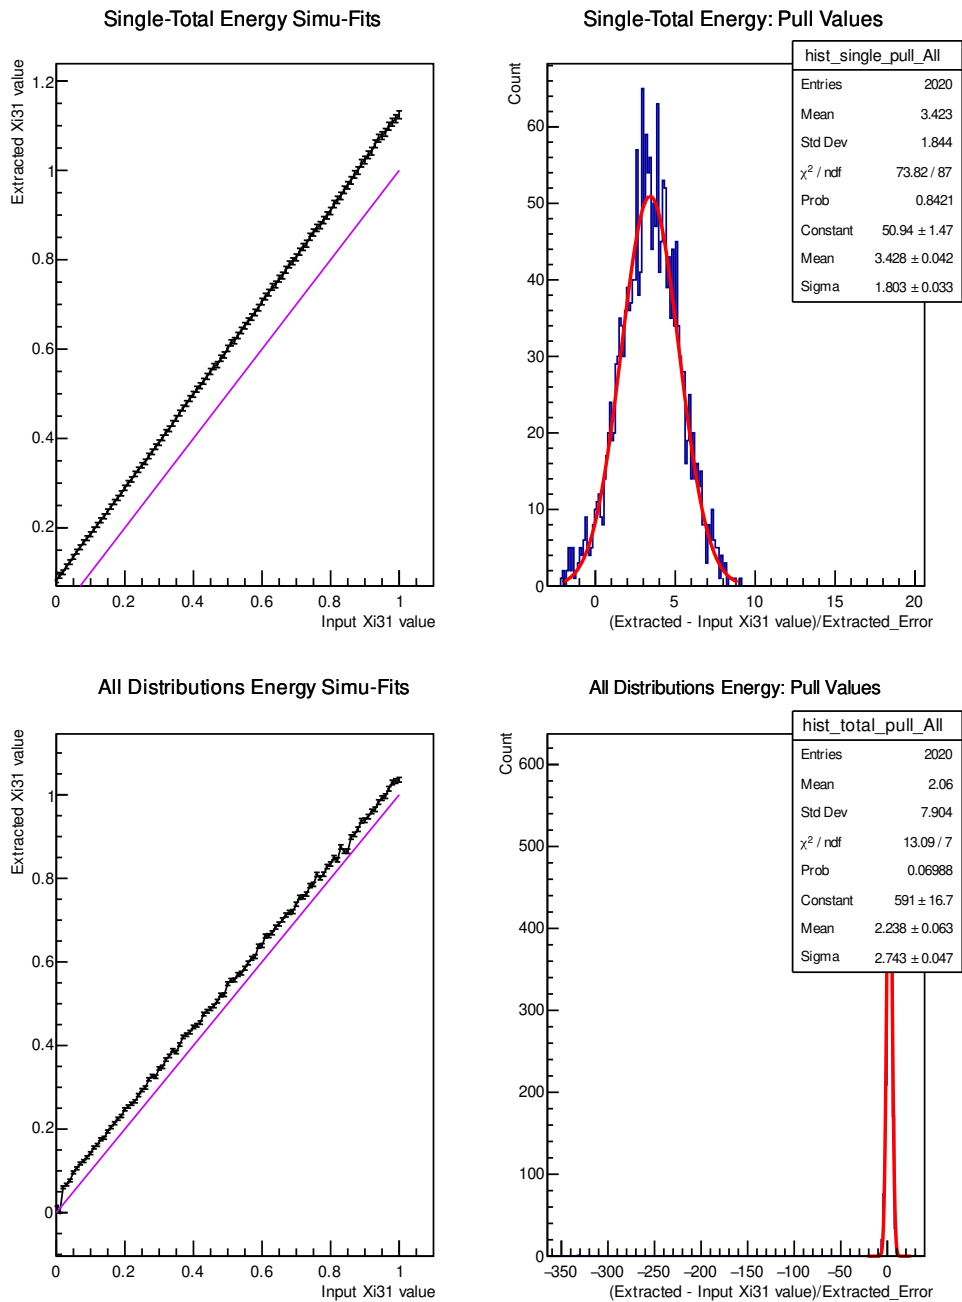 Single-Total Energy Simu-Fits
Extracted Xi31 value
1.2
1
0.8
0.6
0.4
0.2
0 0.2 0.4 0.6 0.8 1
Input Xi31 value
Single-Total Energy: Pull Values
Count
60
50
40
30
20
10
0
0 5 10 15 20
(Extracted - Input Xi31 value)/Extracted_Error
hist_single_pull_All
Entries 2020
Mean 3.423
Std Dev 1.844
χ² / ndf 73.82 / 87
Prob 0.8421
Constant 50.94 ± 1.47
Mean 3.428 ± 0.042
Sigma 1.803 ± 0.033
All Distributions Energy Simu-Fits
Extracted Xi31 value
1
0.8
0.6
0.4
0.2
0
0 0.2 0.4 0.6 0.8 1
Input Xi31 value
All Distributions Energy: Pull Values
Count
600
500
400
300
200
100
0
−350 −300 −250 −200 −150 −100 −50 0
(Extracted - Input Xi31 value)/Extracted_Error
hist_total_pull_All
Entries 2020
Mean 2.06
Std Dev 7.904
χ² / ndf 13.09 / 7
Prob 0.06988
Constant 591 ± 16.7
Mean 2.238 ± 0.063
Sigma 2.743 ± 0.047